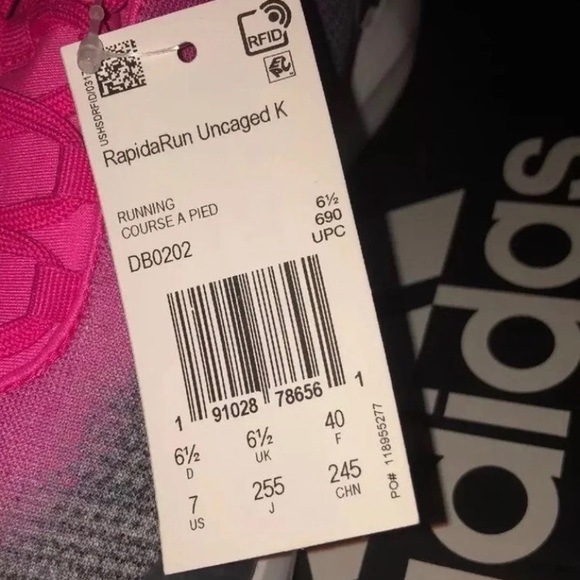 RFID
USHSDRFID/031
RapidaRun Uncaged K
RUNNING
COURSE A PIED
DB0202
6½
690
UPC
1 91028 78656 1
6½ 6½ 40
D UK F
7 255 245
US J CHN
PO# 118955277
adidas